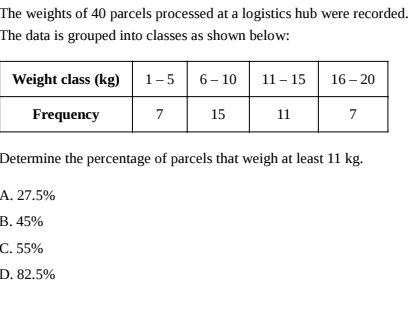 The weights of 40 parcels processed at a logistics hub were recorded.
The data is grouped into classes as shown below:
Weight class (kg) 1 – 5 6 – 10 11 – 15 16 – 20
Frequency 7 15 11 7
Determine the percentage of parcels that weigh at least 11 kg.
A. 27.5%
B. 45%
C. 55%
D. 82.5%